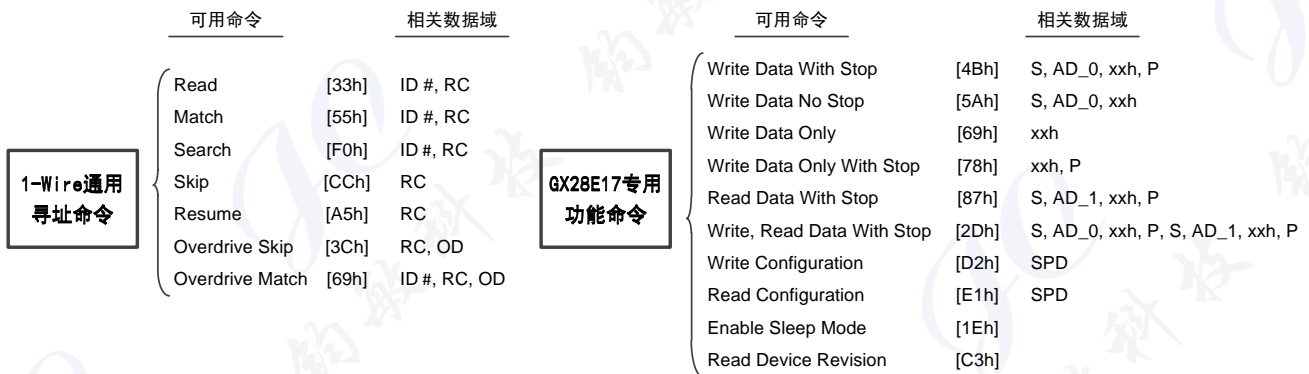 可用命令 相关数据域
1-Wire通用
寻址命令
Read [33h] ID #, RC
Match [55h] ID #, RC
Search [F0h] ID #, RC
Skip [CCh] RC
Resume [A5h] RC
Overdrive Skip [3Ch] RC, OD
Overdrive Match [69h] ID #, RC, OD
可用命令 相关数据域
GX28E17专用
功能命令
Write Data With Stop [4Bh] S, AD_0, xxh, P
Write Data No Stop [5Ah] S, AD_0, xxh
Write Data Only [69h] xxh
Write Data Only With Stop [78h] xxh, P
Read Data With Stop [87h] S, AD_1, xxh, P
Write, Read Data With Stop [2Dh] S, AD_0, xxh, P, S, AD_1, xxh, P
Write Configuration [D2h] SPD
Read Configuration [E1h] SPD
Enable Sleep Mode [1Eh]
Read Device Revision [C3h]